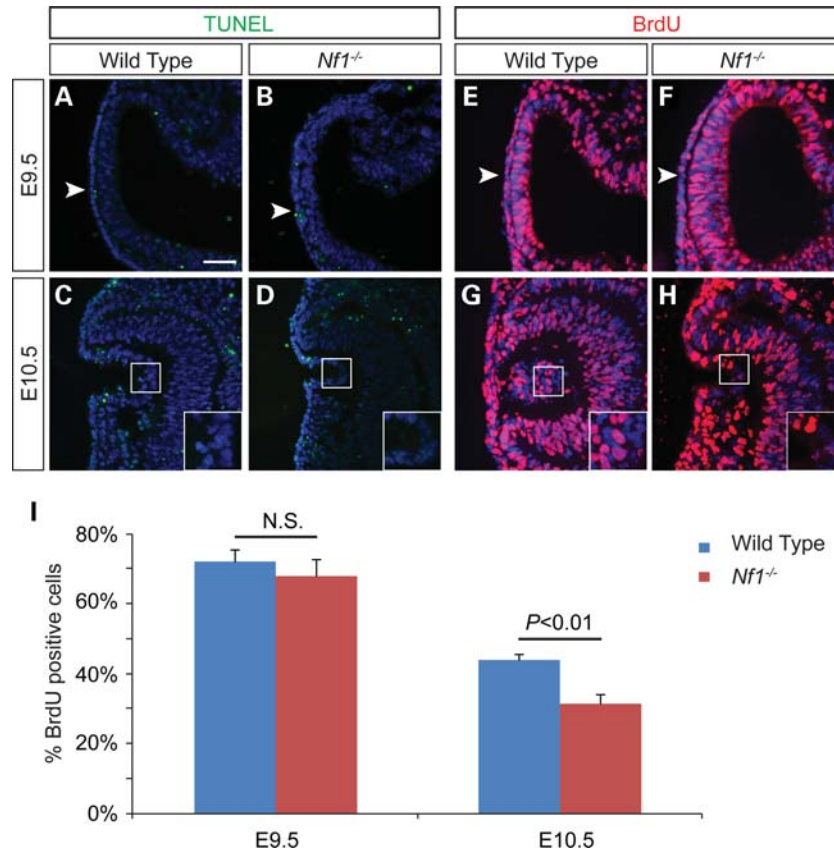 TUNEL BrdU
Wild Type Nf1-/- Wild Type Nf1-/-
E9.5 A B E F
E10.5 C D G H
I
80%
60%
40%
20%
0%
% BrdU positive cells
N.S.
P<0.01
Wild Type
Nf1-/-
E9.5 E10.5